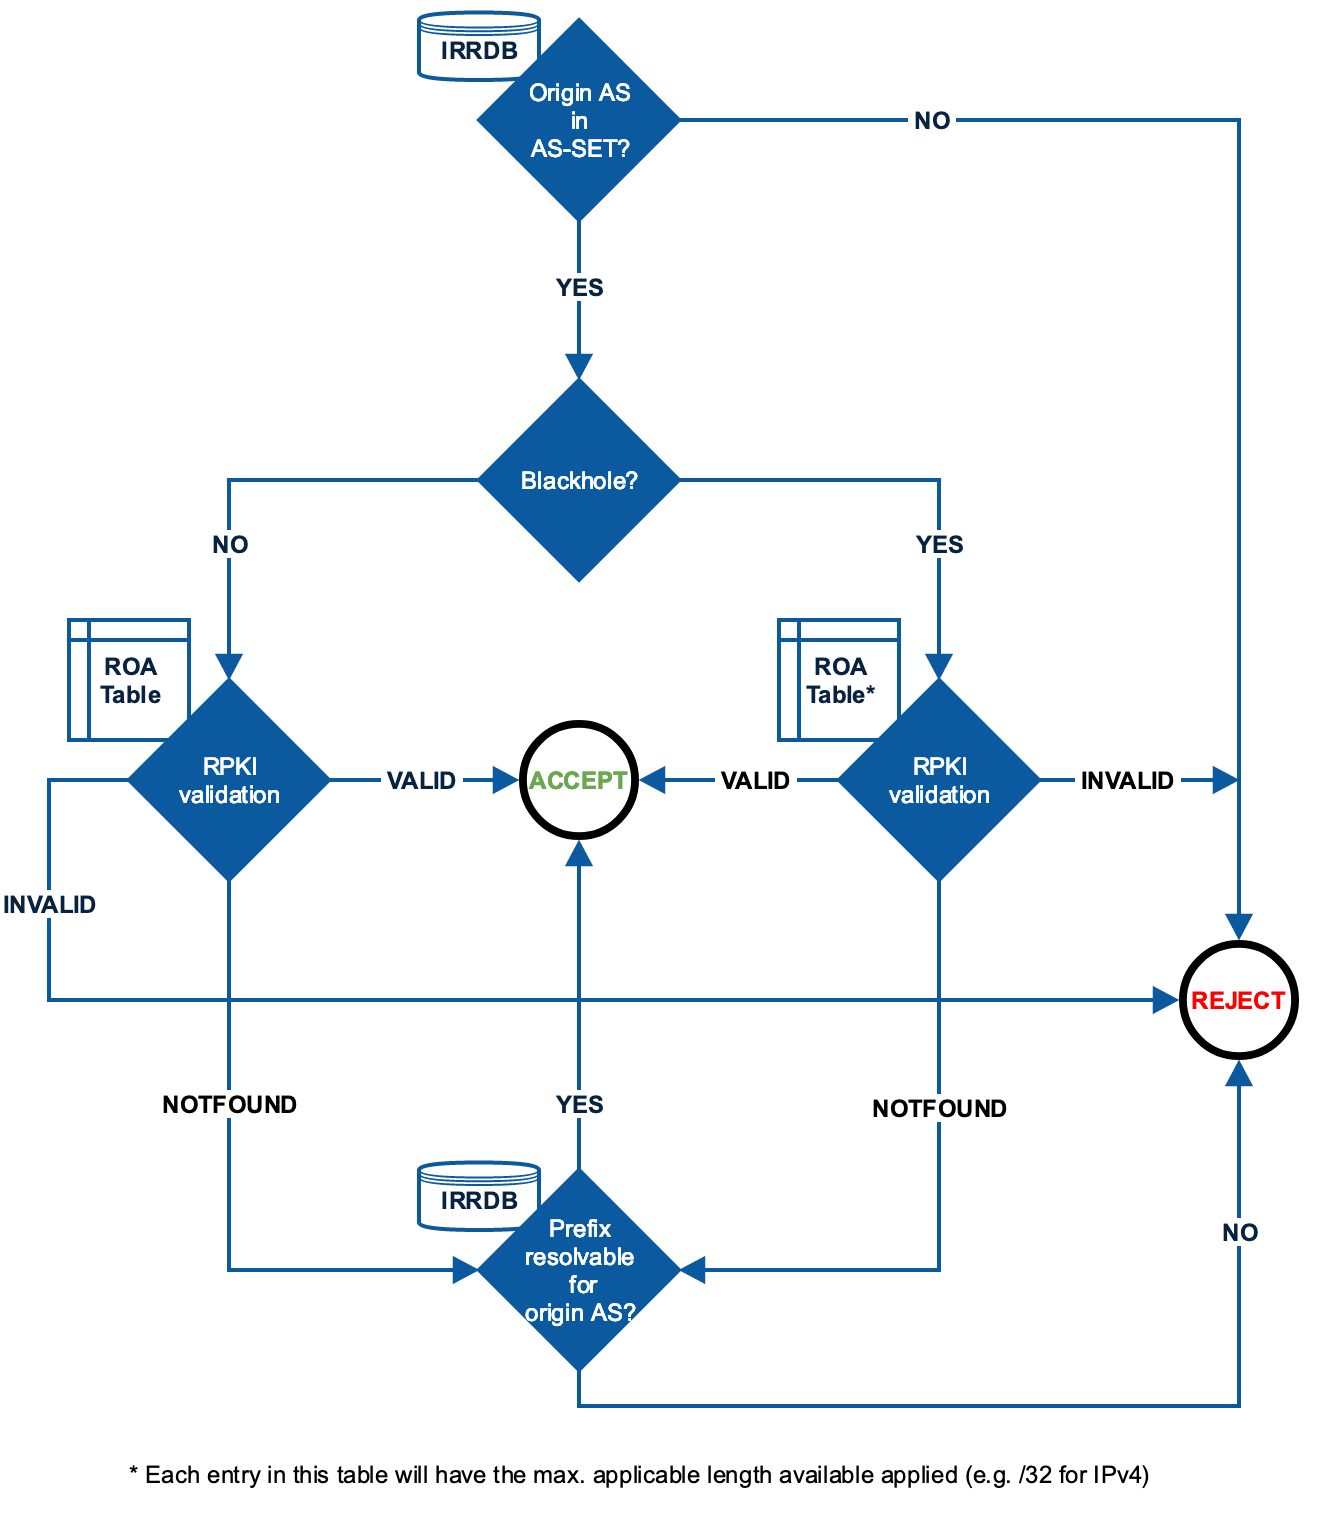 IRRDB
Origin AS
in
AS-SET?
NO
YES
Blackhole?
NO
YES
ROA
Table
ROA
Table*
RPKI
validation
VALID
ACCEPT
VALID
RPKI
validation
INVALID
INVALID
REJECT
NOTFOUND
YES
NOTFOUND
IRRDB
Prefix
resolvable
for
origin AS?
NO
* Each entry in this table will have the max. applicable length available applied (e.g. /32 for IPv4)